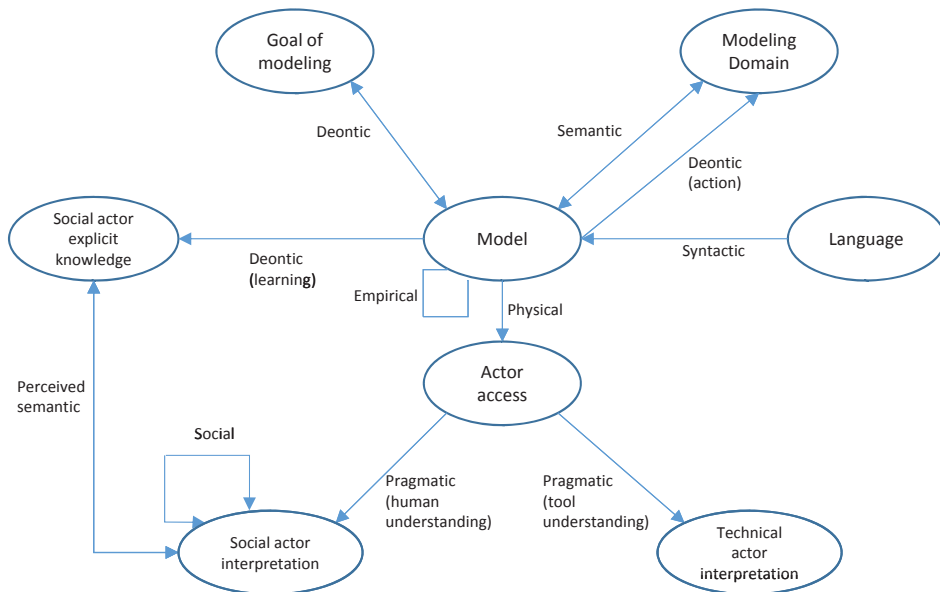 Goal of
modeling
Modeling
Domain
Deontic
Semantic
Deontic
(action)
Social actor
explicit
knowledge
Model
Language
Deontic
(learning)
Syntactic
Empirical
Physical
Actor
access
Perceived
semantic
Social
Pragmatic
(human
understanding)
Pragmatic
(tool
understanding)
Social actor
interpretation
Technical
actor
interpretation